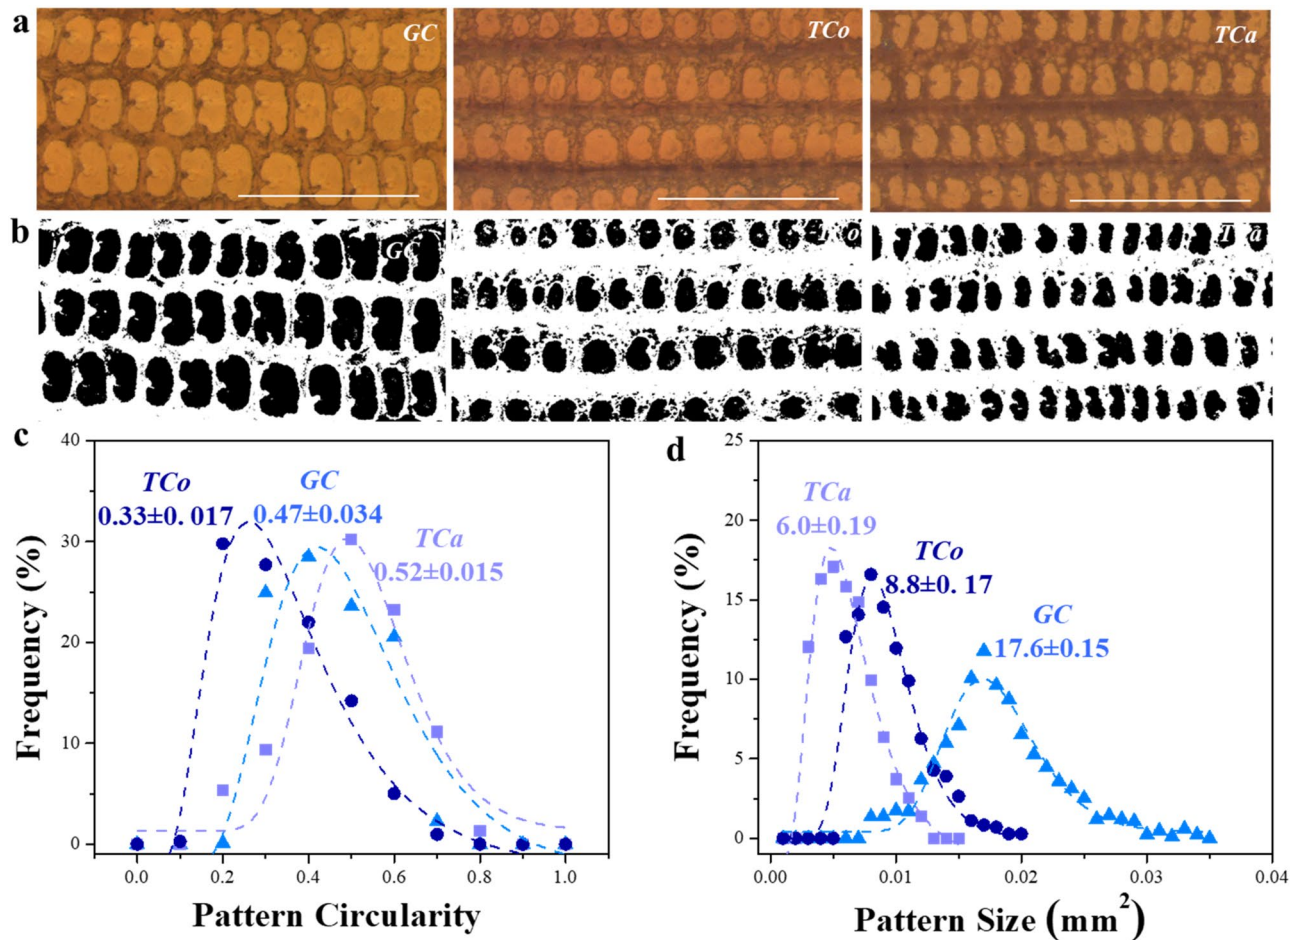 a
GC
TCo
TCa
b
GC
o
T a
c
d
40
30
20
10
0
Frequency (%)
TCo
0.33±0. 017
GC
0.47±0.034
TCa
0.52±0.015
0.0 0.2 0.4 0.6 0.8 1.0
Pattern Circularity
25
20
15
10
5
0
Frequency (%)
TCa
6.0±0.19
TCo
8.8±0. 17
GC
17.6±0.15
0.00 0.01 0.02 0.03 0.04
Pattern Size (mm²)